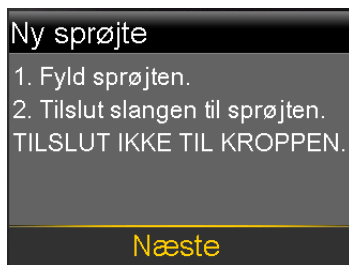 Ny sprøjte
1. Fyld sprøjten.
2. Tilslut slangen til sprøjten.
TILSLUT IKKE TIL KROPPEN.
Næste